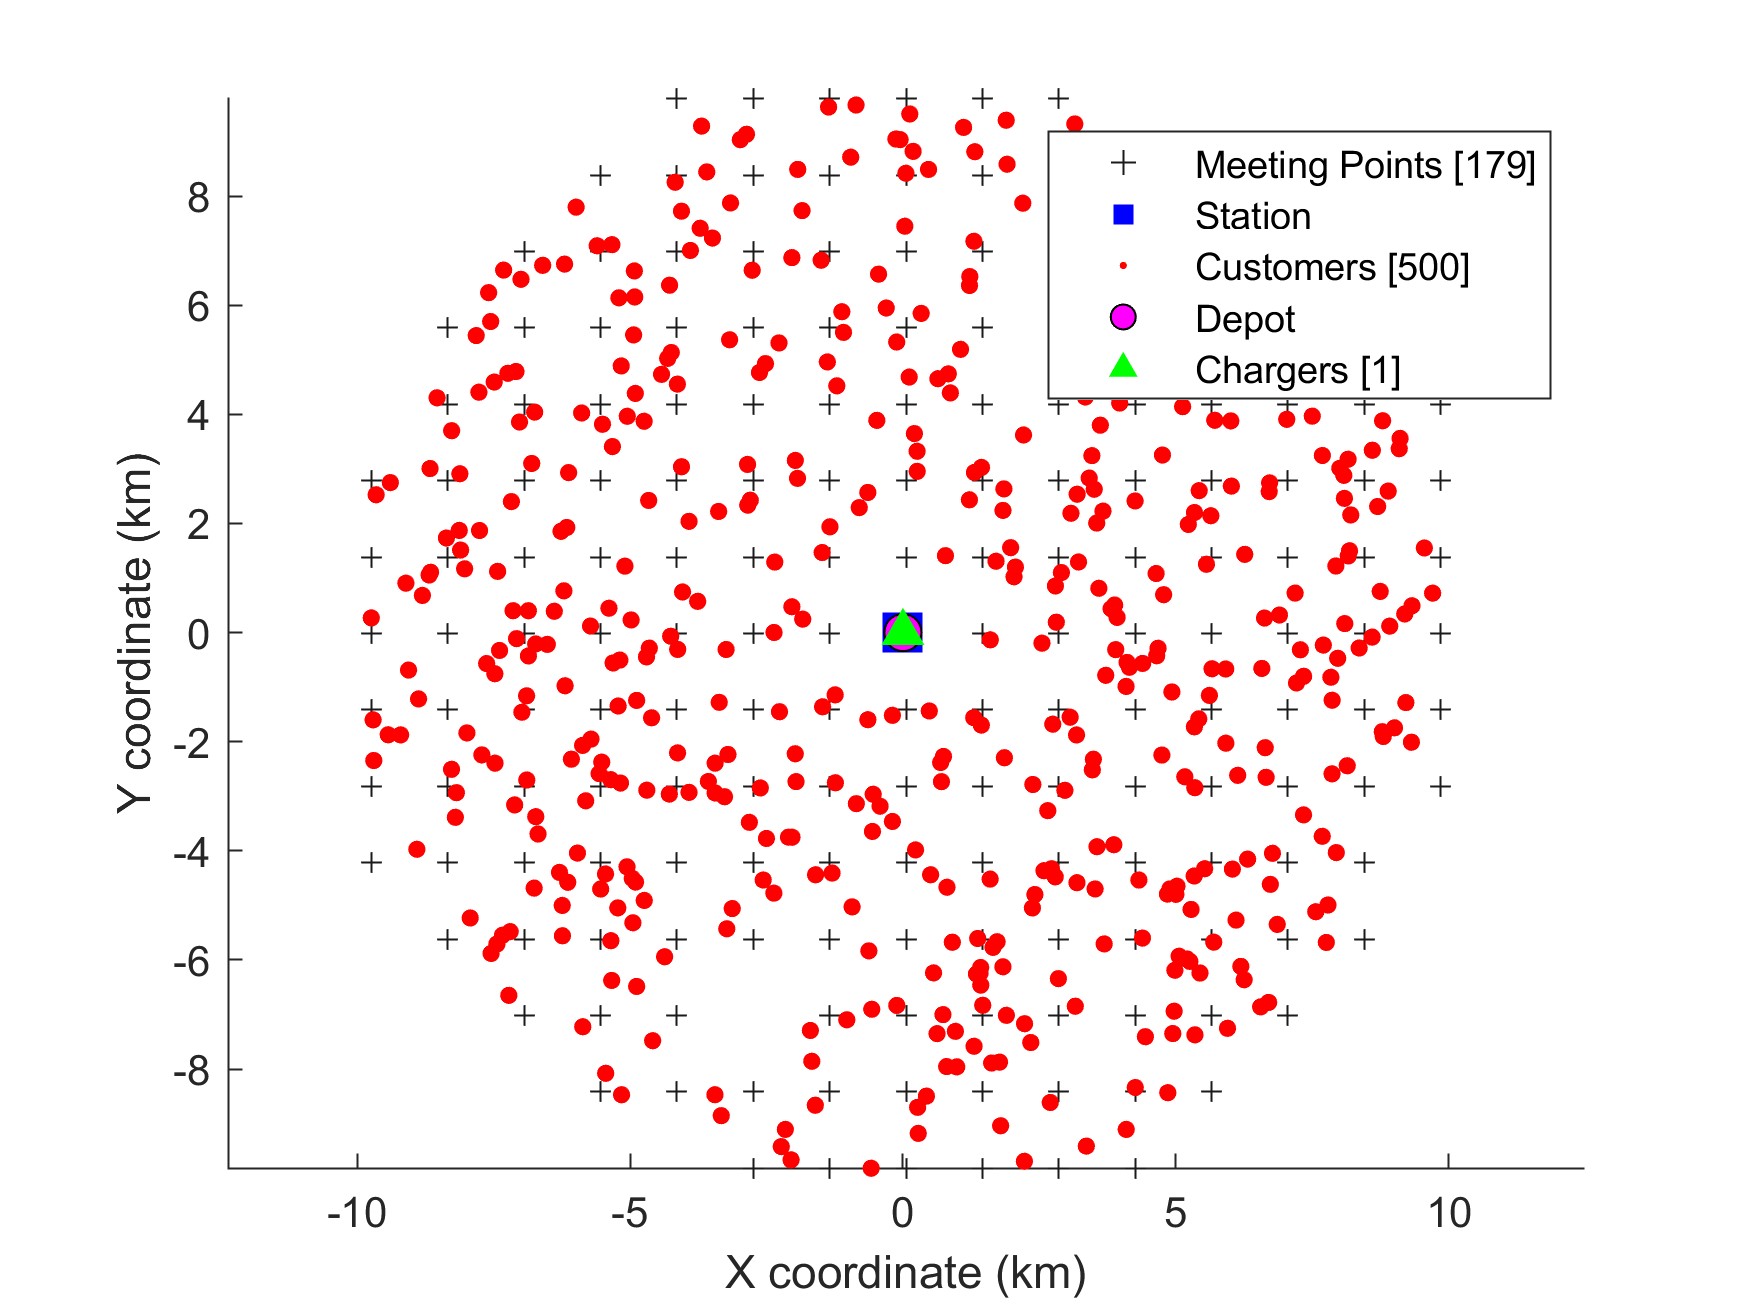 Meeting Points [179]
Station
Customers [500]
Depot
Chargers [1]
8
6
4
2
0
-2
-4
-6
-8
Y coordinate (km)
-10 -5 0 5 10
X coordinate (km)